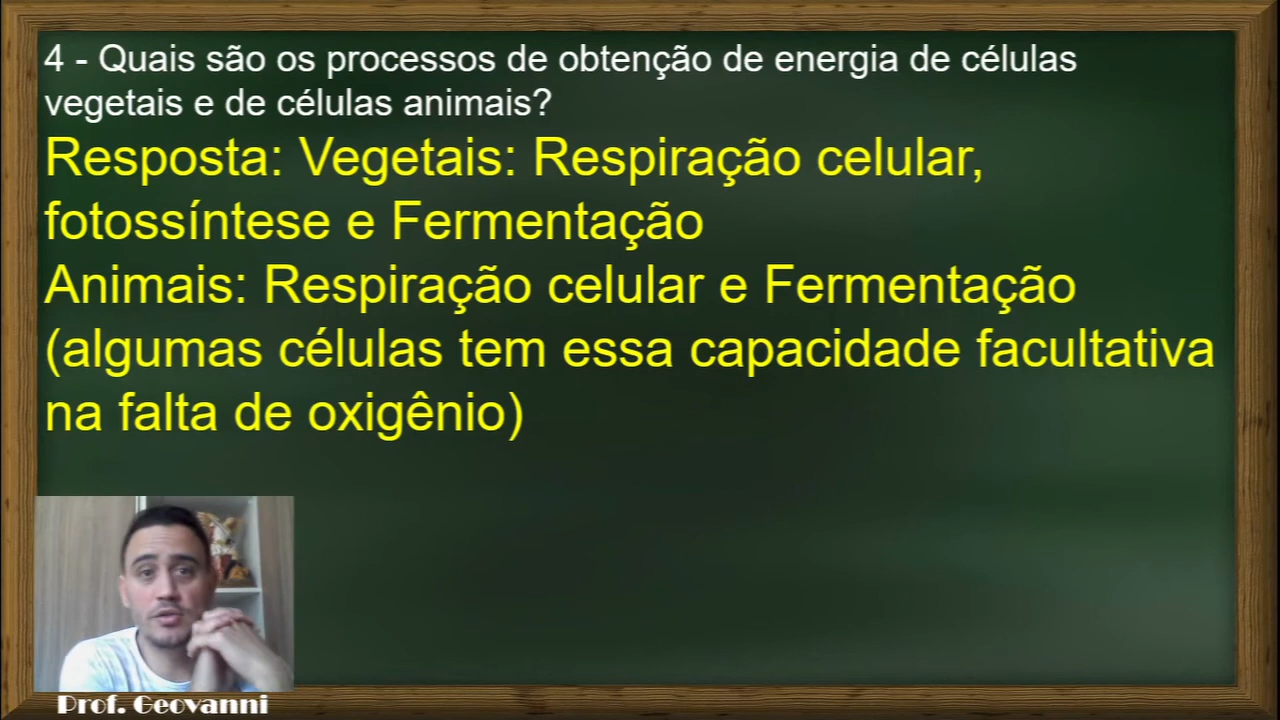 4 - Quais são os processos de obtenção de energia de células
vegetais e de células animais?
Resposta: Vegetais: Respiração celular,
fotossíntese e Fermentação
Animais: Respiração celular e Fermentação
(algumas células tem essa capacidade facultativa
na falta de oxigênio)
Prof. Geovanni